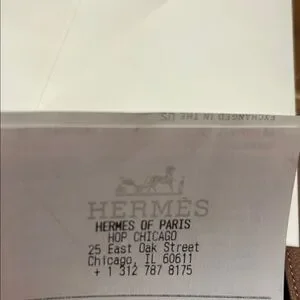 EXCHANGED IN THE US
HERMÈS
HERMES OF PARIS
HOP CHICAGO
25 East Oak Street
Chicago, IL 60611
+ 1 312 787 8175